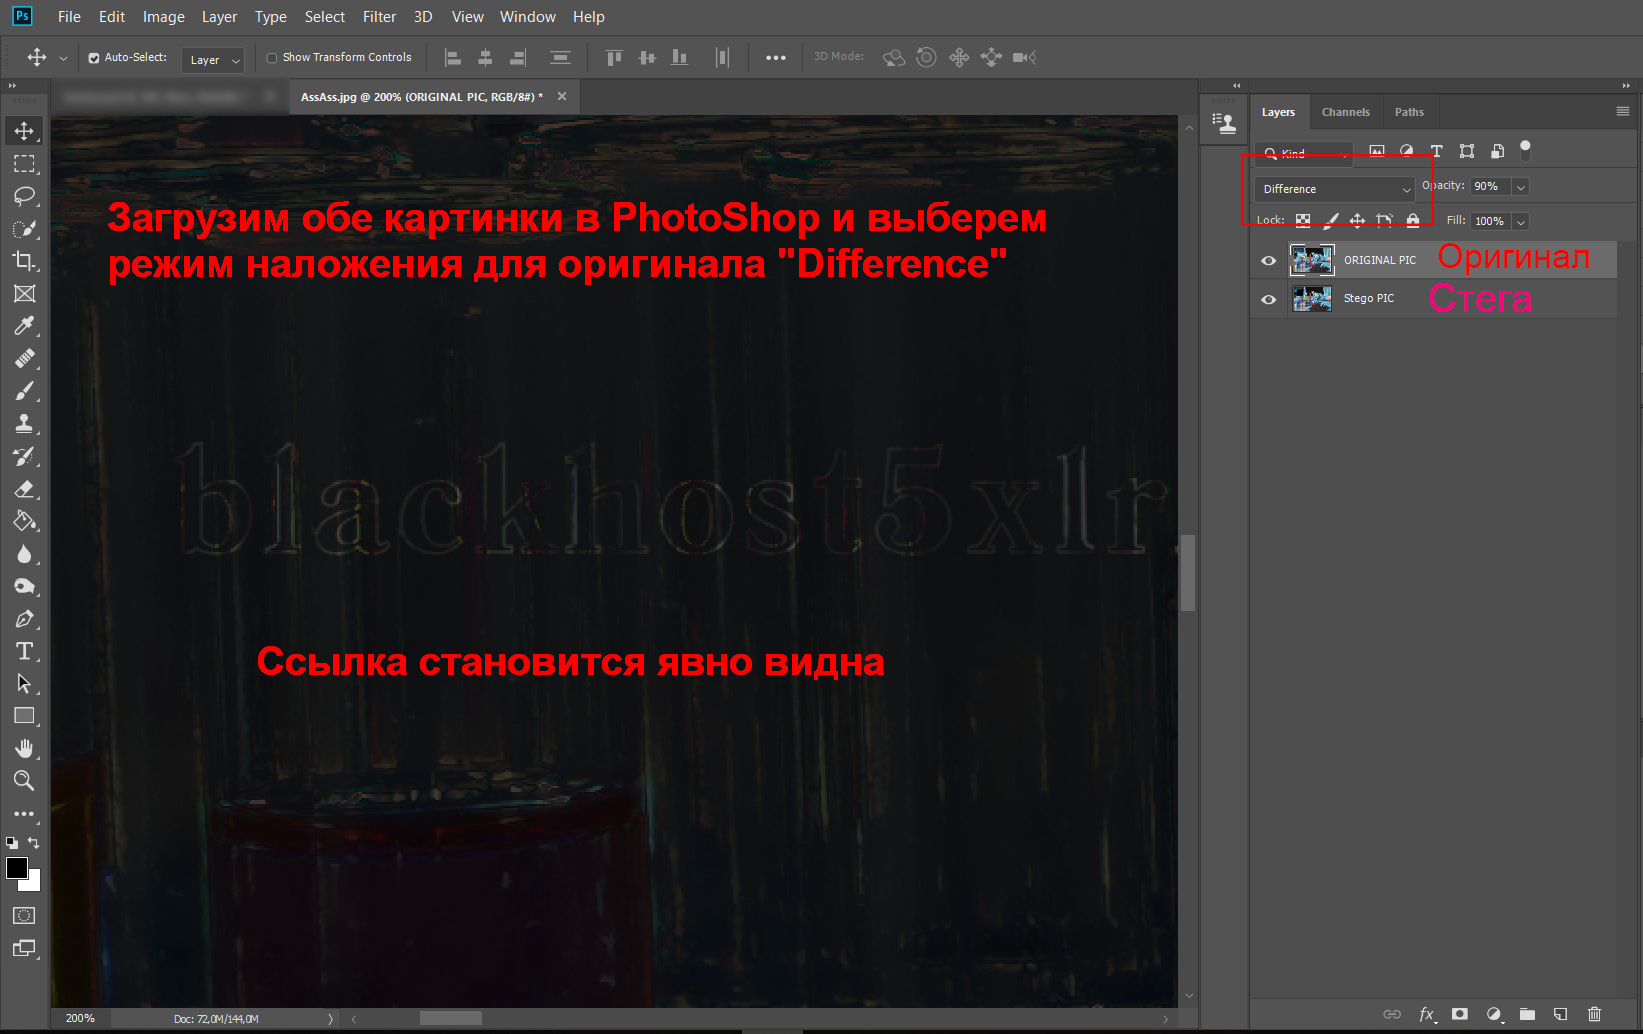 Ps File Edit Image Layer Type Select Filter 3D View Window Help
Auto-Select: Layer Show Transform Controls 3D Mode:
AssAss.jpg @ 200% (ORIGINAL PIC, RGB/8#) *
Layers Channels Paths
Kind
Difference Opacity: 90%
Lock: Fill: 100%
ORIGINAL PIC Оригинал
Stego PIC Стега
Загрузим обе картинки в PhotoShop и выберем
режим наложения для оригинала "Difference"
blackhost5xlr.
Ссылка становится явно видна
200% Doc: 72,0M/144,0M
fx